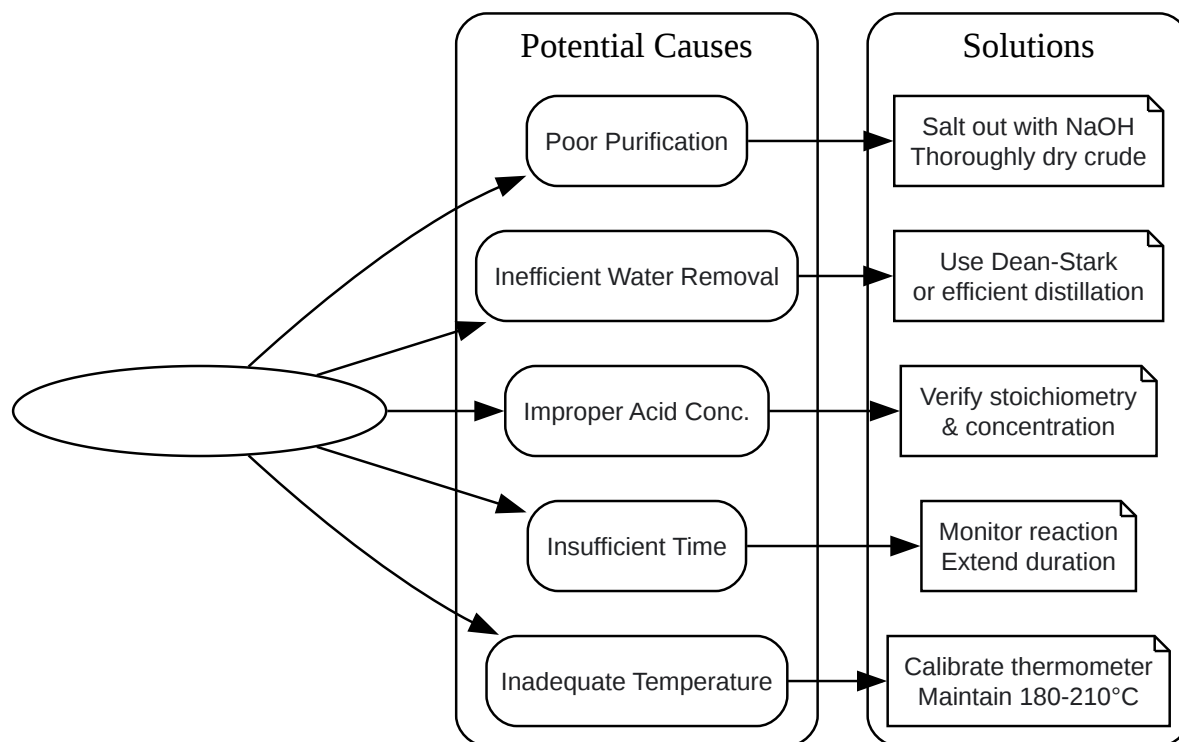 Potential Causes
Solutions
Poor Purification
Salt out with NaOH
Thoroughly dry crude
Inefficient Water Removal
Use Dean-Stark
or efficient distillation
Improper Acid Conc.
Verify stoichiometry
& concentration
Insufficient Time
Monitor reaction
Extend duration
Inadequate Temperature
Calibrate thermometer
Maintain 180-210°C